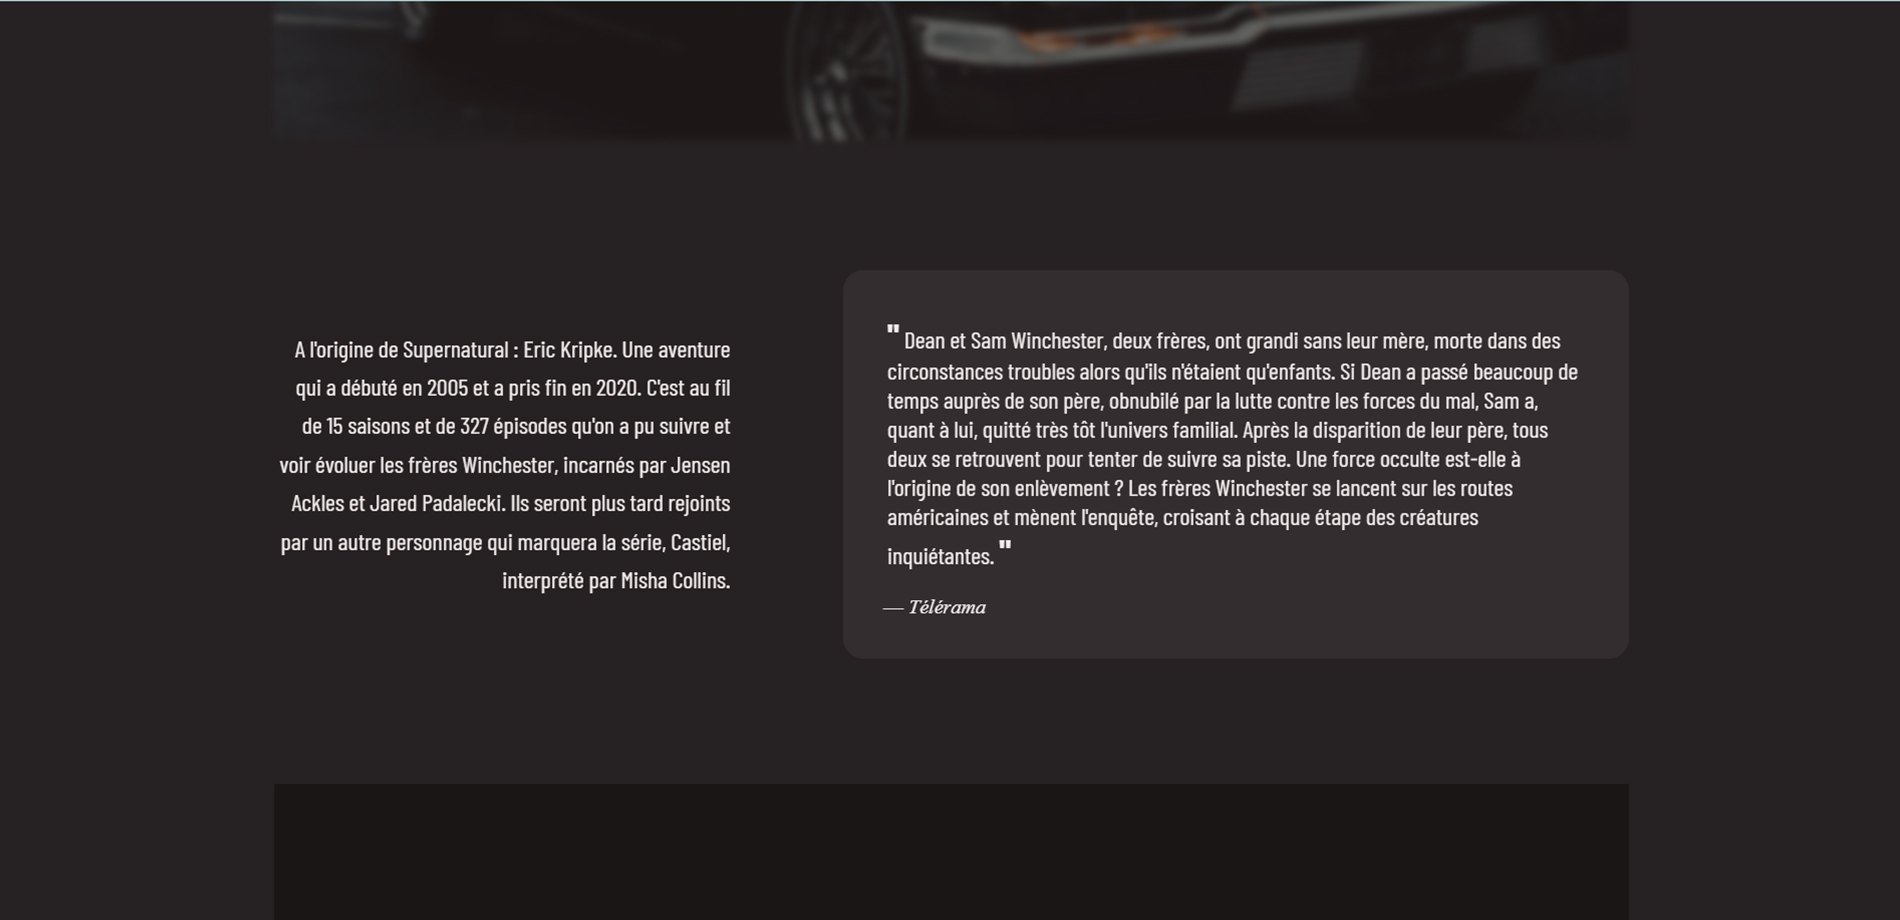 A l'origine de Supernatural : Eric Kripke. Une aventure
qui a débuté en 2005 et a pris fin en 2020. C'est au fil
de 15 saisons et de 327 épisodes qu'on a pu suivre et
voir évoluer les frères Winchester, incarnés par Jensen
Ackles et Jared Padalecki. Ils seront plus tard rejoints
par un autre personnage qui marquera la série, Castiel,
interprété par Misha Collins.
" Dean et Sam Winchester, deux frères, ont grandi sans leur mère, morte dans des
circonstances troubles alors qu'ils n'étaient qu'enfants. Si Dean a passé beaucoup de
temps auprès de son père, obnubilé par la lutte contre les forces du mal, Sam a,
quant à lui, quitté très tôt l'univers familial. Après la disparition de leur père, tous
deux se retrouvent pour tenter de suivre sa piste. Une force occulte est-elle à
l'origine de son enlèvement ? Les frères Winchester se lancent sur les routes
américaines et mènent l'enquête, croisant à chaque étape des créatures
inquiétantes. "
— Télérama